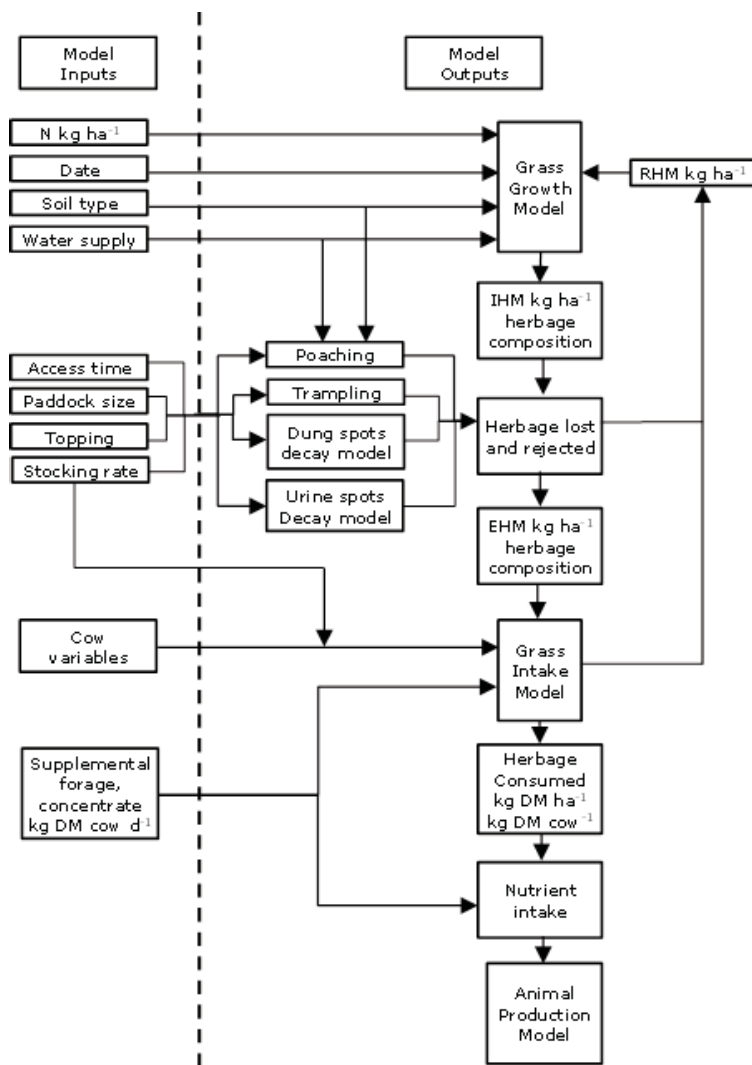 Model
Inputs
Model
Outputs
N kg ha⁻¹
Date
Soil type
Water supply
Grass
Growth
Model
RHM kg ha⁻¹
IHM kg ha⁻¹
herbage
composition
Access time
Paddock size
Topping
Stocking rate
Poaching
Trampling
Dung spots
decay model
Urine spots
Decay model
Herbage lost
and rejected
EHM kg ha⁻¹
herbage
composition
Cow
variables
Grass
Intake
Model
Supplemental
forage,
concentrate
kg DM cow d⁻¹
Herbage
Consumed
kg DM ha⁻¹
kg DM cow⁻¹
Nutrient
intake
Animal
Production
Model